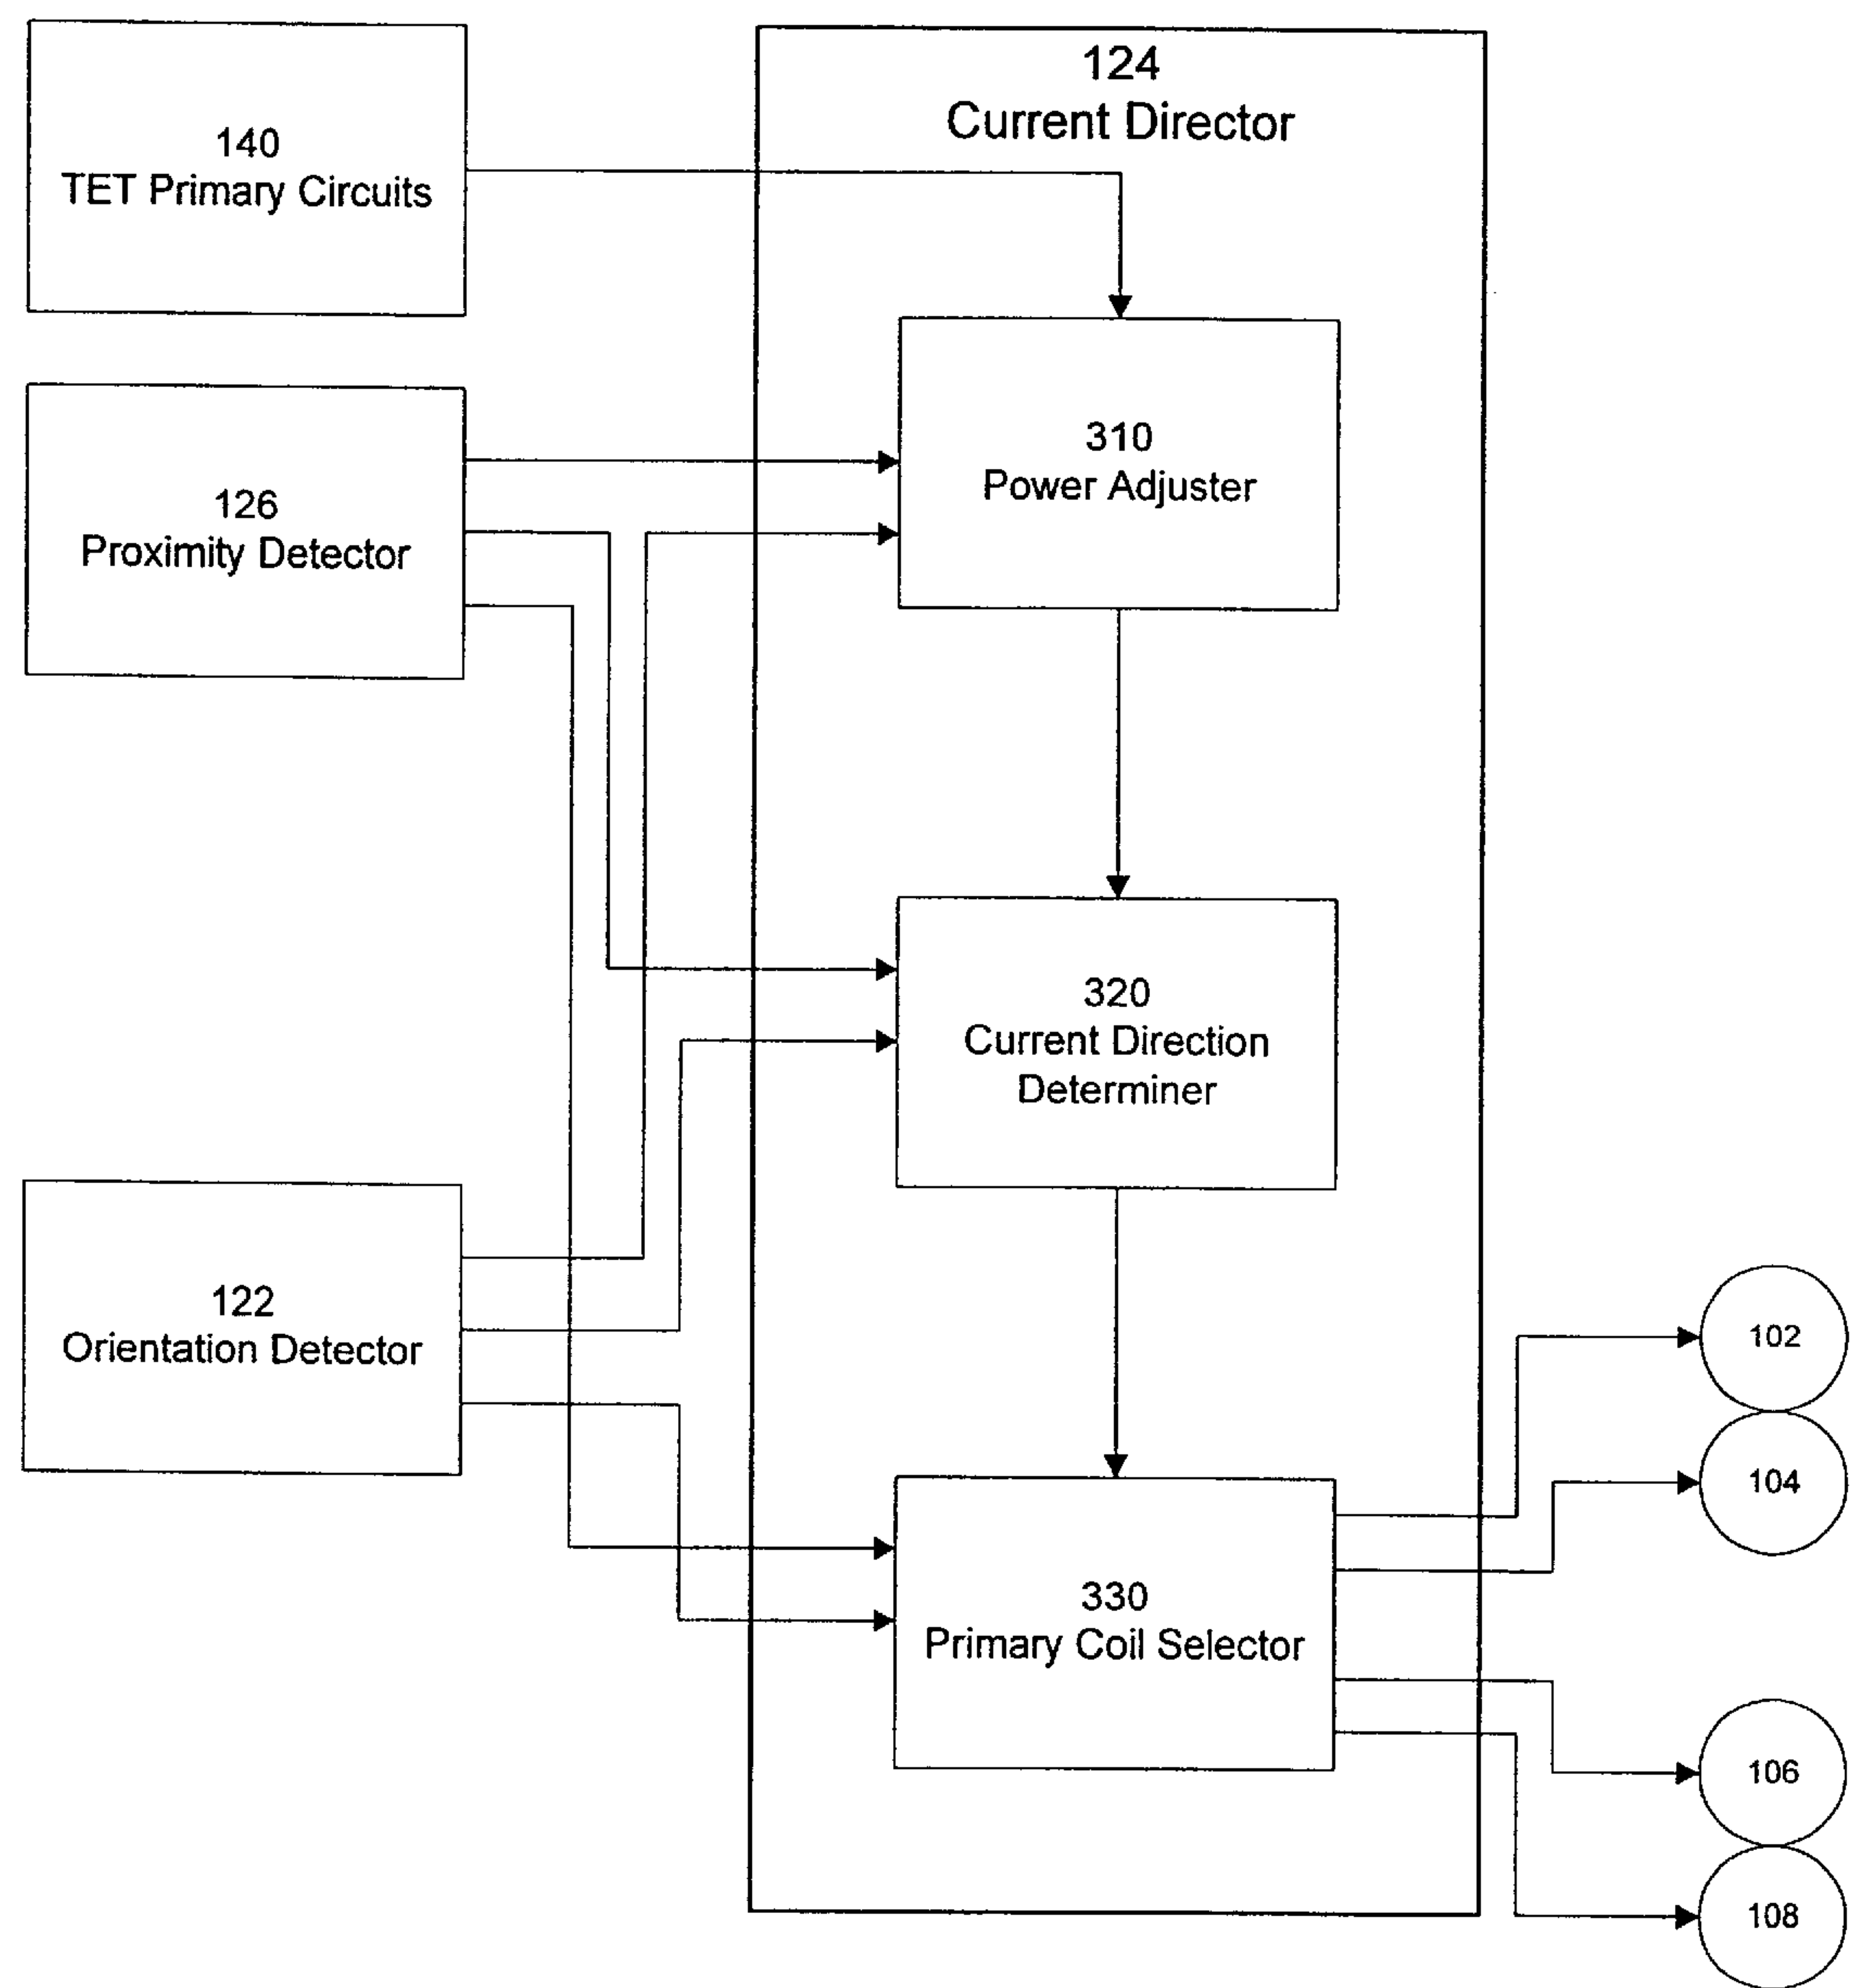 124
Current Director
140
TET Primary Circuits
310
Power Adjuster
126
Proximity Detector
320
Current Direction
Determiner
122
Orientation Detector
102
104
330
Primary Coil Selector
106
108